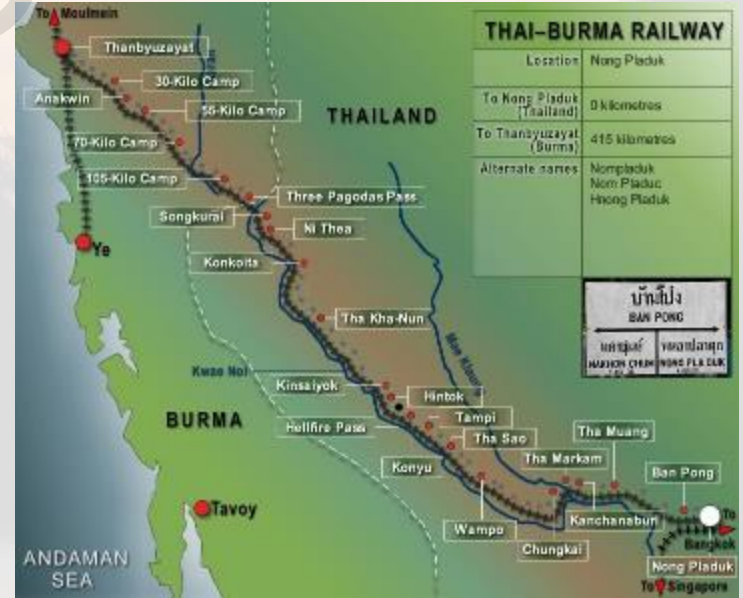 To Moulmein
Thanbyuzayat
30-Kilo Camp
Anakwin
55-Kilo Camp
70-Kilo Camp
105-Kilo Camp
THAILAND
Three Pagodas Pass
Songkurai
Ni Thea
Ye
Konkoita
Tha Kha-Nun
Mae
Kwae Noi
Kinsaiyok
Hintok
BURMA
Hellfire Pass
Tampi
Tha Sao
Tha Muang
Konyu
Tha Markam
Ban Pong
Tavoy
Wampo
Kanchanaburi
To
Bangkok
Chungkai
ANDAMAN
SEA
Nong Pladuk
To Singapore
THAI–BURMA RAILWAY
Location Nong Pladuk
To Nong Pladuk
(Thailand) 0 kilometres
To Thanbyuzayat
(Burma) 415 kilometres
Alternate names Nompladuk
Nom Pladuc
Hnong Pladuk
บ้านโป่ง
BAN PONG
NAKHON CHUM NONG PLA DUK